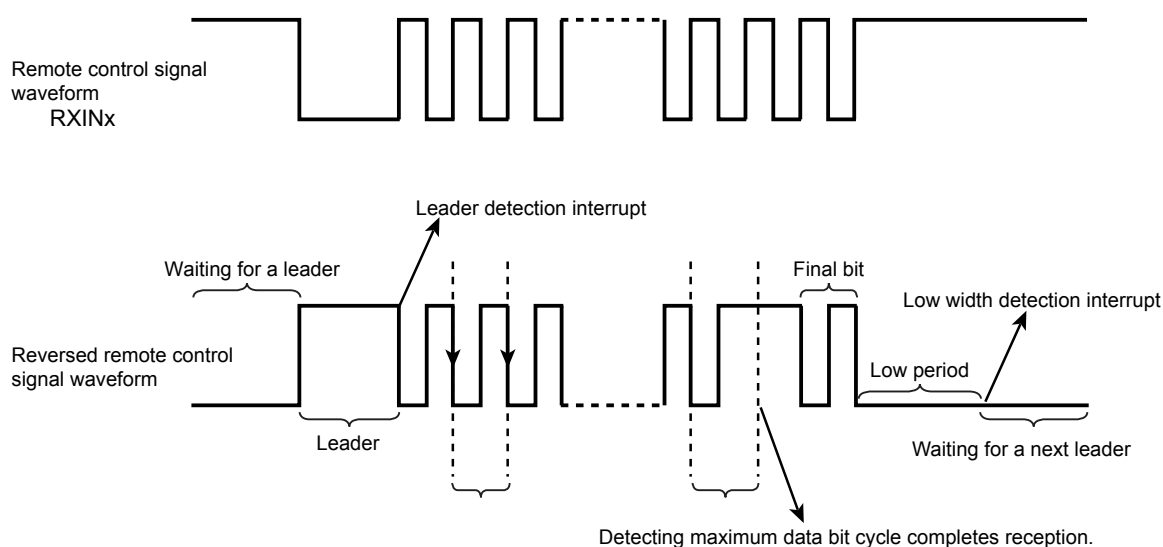 Remote control signal
waveform
RXINx
Leader detection interrupt
Waiting for a leader
Final bit
Low width detection interrupt
Reversed remote control
signal waveform
Low period
Leader
Waiting for a next leader
Detecting maximum data bit cycle completes reception.